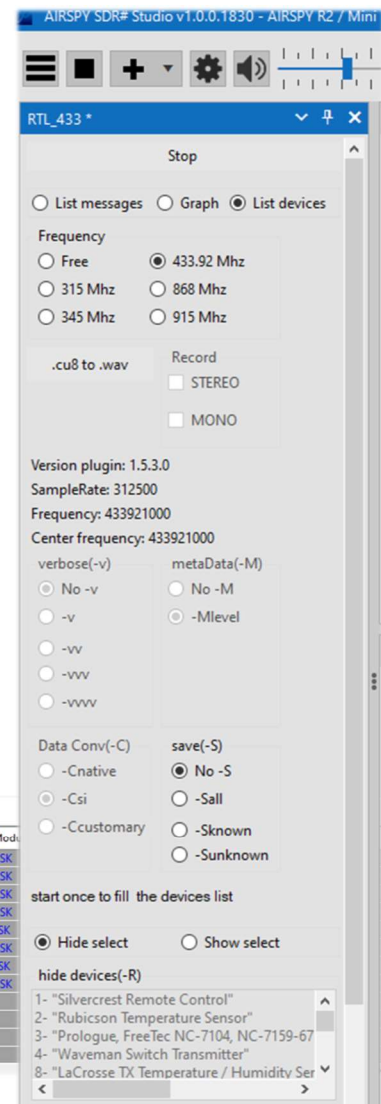 AIRSPY SDR# Studio v1.0.0.1830 - AIRSPY R2 / Mini
RTL_433 *
Stop
List messages Graph List devices
Frequency
Free 433.92 Mhz
315 Mhz 868 Mhz
345 Mhz 915 Mhz
.cu8 to .wav
Record
STEREO
MONO
Version plugin: 1.5.3.0
SampleRate: 312500
Frequency: 433921000
Center frequency: 433921000
verbose(-v) metaData(-M)
No -v No -M
-v -Mlevel
-vv
-vvv
-vvvv
Data Conv(-C) save(-S)
-Cnative No -S
-Csi -Sall
-Ccustomary -Sknown
-Sunknown
start once to fill the devices list
Hide select Show select
hide devices(-R)
1- "Silvercrest Remote Control"
2- "Rubicson Temperature Sensor"
3- "Prologue, FreeTec NC-7104, NC-7159-67
4- "Waveman Switch Transmitter"
8- "LaCrosse TX Temperature / Humidity Ser